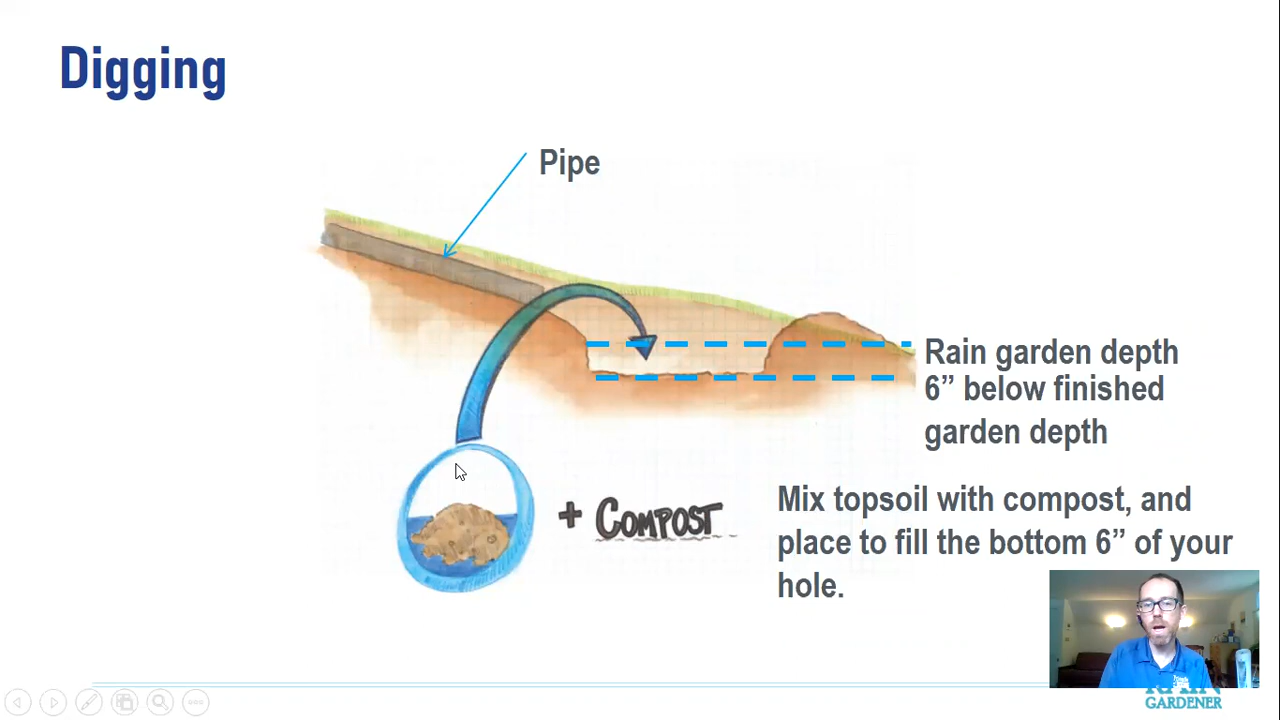 Digging
Pipe
Rain garden depth
6” below finished
garden depth
+ COMPOST
Mix topsoil with compost, and
place to fill the bottom 6” of your
hole.
GARDENER